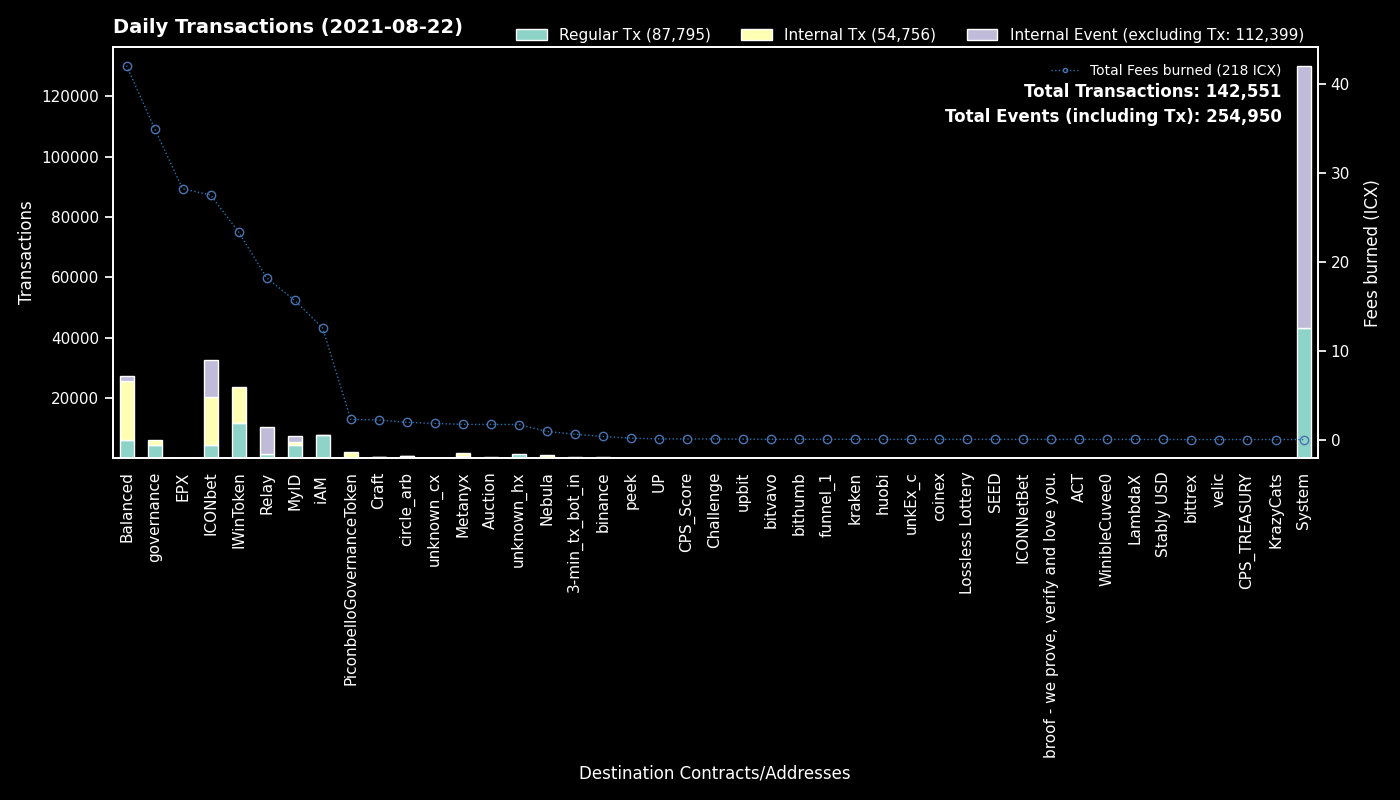 Daily Transactions (2021-08-22)
Regular Tx (87,795)
Internal Tx (54,756)
Internal Event (excluding Tx: 112,399)
Total Fees burned (218 ICX)
Total Transactions: 142,551
Total Events (including Tx): 254,950
Transactions
120000
100000
80000
60000
40000
20000
Fees burned (ICX)
40
30
20
10
0
Balanced
governance
EPX
ICONbet
IWinToken
Relay
MyID
iAM
PiconbelloGovernanceToken
Craft
circle_arb
unknown_cx
Metanyx
Auction
unknown_hx
Nebula
3-min_tx_bot_in
binance
peek
UP
CPS_Score
Challenge
upbit
bitvavo
bithumb
funnel_1
kraken
huobi
unkEx_c
coinex
Lossless Lottery
SEED
ICONNetBet
broof - we prove, verify and love you.
ACT
WinibleCuvee0
LambdaX
Stably USD
bittrex
velic
CPS_TREASURY
KrazyCats
System
Destination Contracts/Addresses